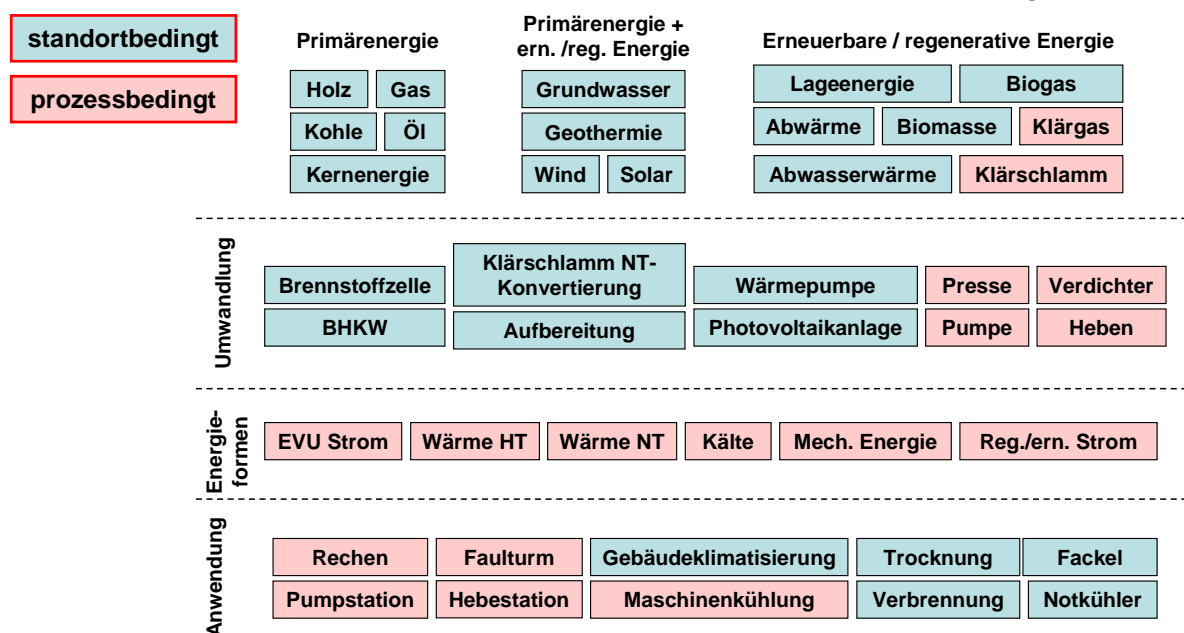 standortbedingt
prozessbedingt
Primärenergie
Primärenergie +
ern. /reg. Energie
Erneuerbare / regenerative Energie
Holz
Gas
Kohle
Öl
Kernenergie
Grundwasser
Geothermie
Wind
Solar
Lageenergie
Biogas
Abwärme
Biomasse
Klärgas
Abwasserwärme
Klärschlamm
Umwandlung
Brennstoffzelle
Klärschlamm NT-
Konvertierung
Wärmepumpe
Presse
Verdichter
BHKW
Aufbereitung
Photovoltaikanlage
Pumpe
Heben
Energie-
formen
EVU Strom
Wärme HT
Wärme NT
Kälte
Mech. Energie
Reg./ern. Strom
Anwendung
Rechen
Faulturm
Gebäudeklimatisierung
Trocknung
Fackel
Pumpstation
Hebestation
Maschinenkühlung
Verbrennung
Notkühler